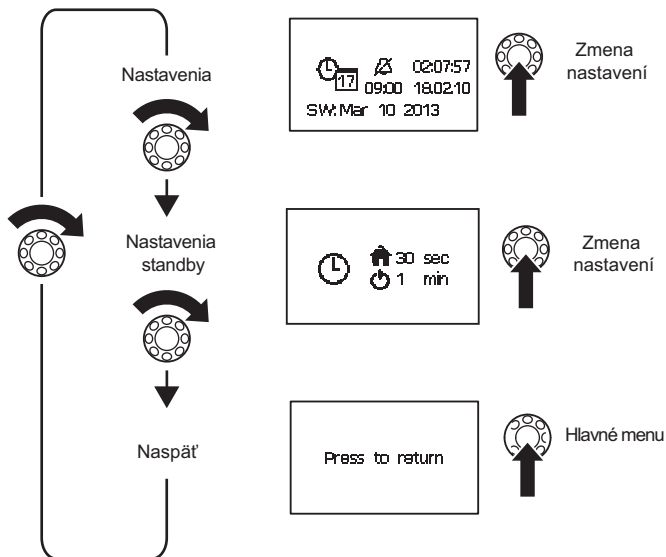 Nastavenia
17
02:07:57
09:00 18.02.10
SW: Mar 10 2013
Zmena
nastavení
Nastavenia
standby
30 sec
1 min
Zmena
nastavení
Naspäť
Press to return
Hlavné menu